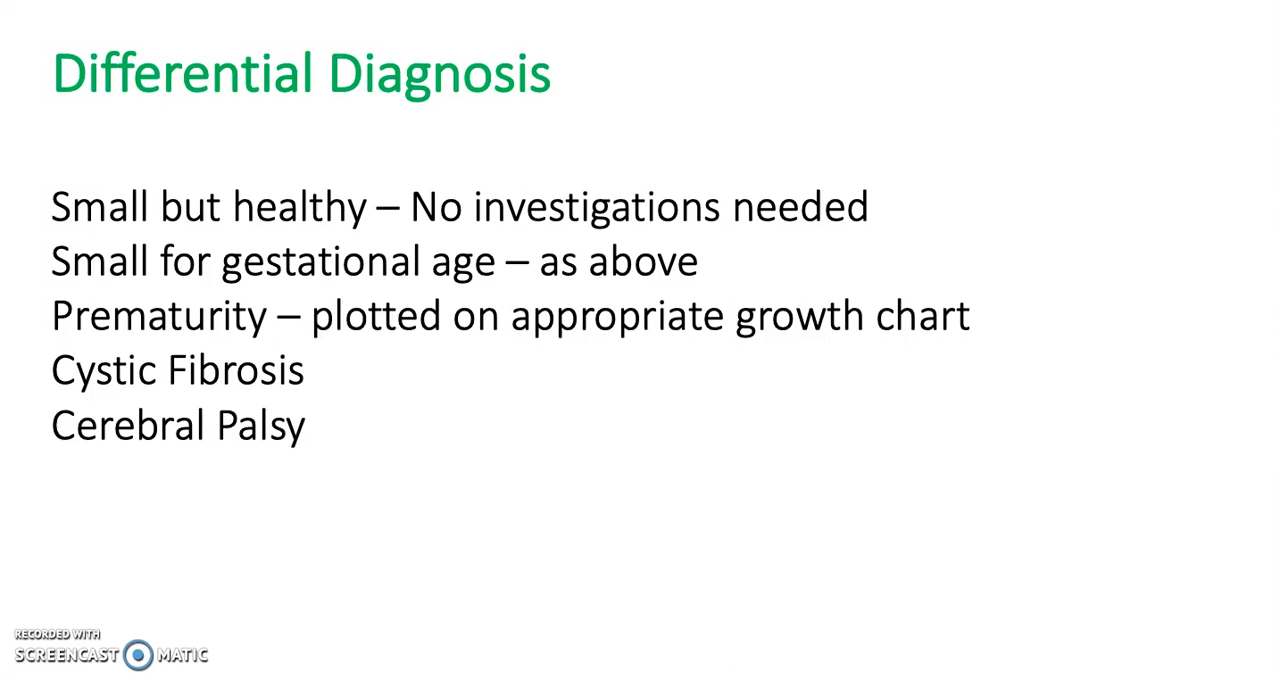 Differential Diagnosis
Small but healthy – No investigations needed
Small for gestational age – as above
Prematurity – plotted on appropriate growth chart
Cystic Fibrosis
Cerebral Palsy
RECORDED WITH
SCREENCAST MATIC